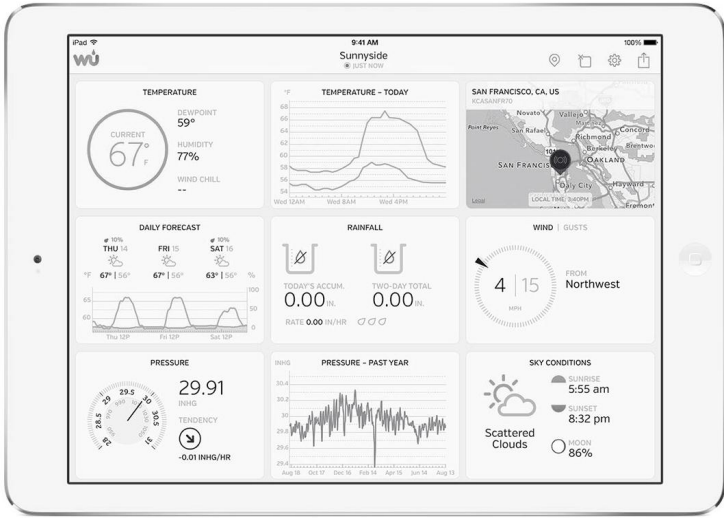 iPad
9:41 AM
100%
wu
Sunnyside
JUST NOW
TEMPERATURE
CURRENT
67° F
DEWPOINT
59°
HUMIDITY
77%
WIND CHILL
--
TEMPERATURE – TODAY
°F
68
66
64
62
60
58
56
54
Wed 12AM Wed 8AM Wed 4PM
SAN FRANCISCO, CA, US
KCASANFR70
Novato Vallejo
Point Reyes
San Rafael
Concord
Richmond
Berkeley
SAN FRANCIS OAKLAND
Daly City
Hayward
Legal
LOCAL TIME: 3:40PM
Fremont
DAILY FORECAST
10% 10%
THU 14 FRI 15 SAT 16
°F 67° | 56° 67° | 56° 63° | 56° %
100
65
50
60
0
Thu 12P Fri 12P Sat 12P
RAINFALL
TODAY'S ACCUM.
0.00 IN.
TWO-DAY TOTAL
0.00 IN.
RATE 0.00 IN/HR
WIND | GUSTS
4 | 15
MPH
FROM
Northwest
PRESSURE
28
28.5
29
29.5
30
30.5
31
29.91
INHG
TENDENCY
-0.01 INHG/HR
PRESSURE – PAST YEAR
INHG
30.4
30.2
30
29.8
29.6
29.4
Aug 18 Oct 17 Dec 16 Feb 14 Apr 15 Jun 14 Aug 13
SKY CONDITIONS
Scattered
Clouds
SUNRISE
5:55 am
SUNSET
8:32 pm
MOON
86%